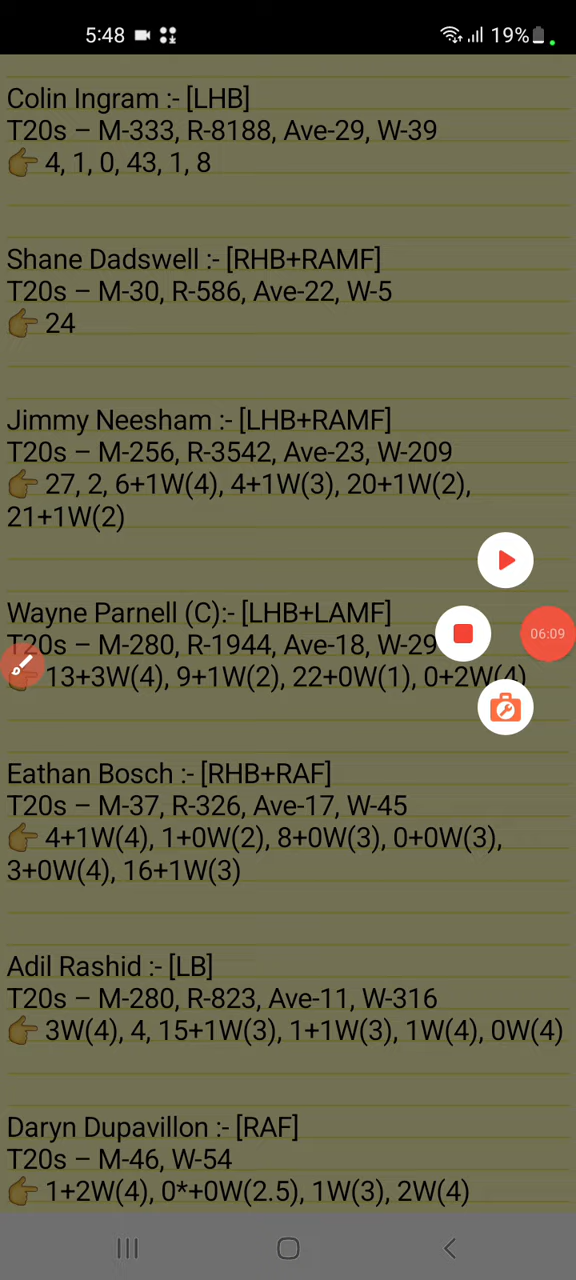 5:48 19%
Colin Ingram :- [LHB]
T20s – M-333, R-8188, Ave-29, W-39
👉 4, 1, 0, 43, 1, 8
Shane Dadswell :- [RHB+RAMF]
T20s – M-30, R-586, Ave-22, W-5
👉 24
Jimmy Neesham :- [LHB+RAMF]
T20s – M-256, R-3542, Ave-23, W-209
👉 27, 2, 6+1W(4), 4+1W(3), 20+1W(2),
21+1W(2)
Wayne Parnell (C):- [LHB+LAMF]
T20s – M-280, R-1944, Ave-18,
06:09
👉 13+3W(4), 9+1W(2), 22+0W(1), 0+2W(4)
Eathan Bosch :- [RHB+RAF]
T20s – M-37, R-326, Ave-17, W-45
👉 4+1W(4), 1+0W(2), 8+0W(3), 0+0W(3),
3+0W(4), 16+1W(3)
Adil Rashid :- [LB]
T20s – M-280, R-823, Ave-11, W-316
👉 3W(4), 4, 15+1W(3), 1+1W(3), 1W(4), 0W(4)
Daryn Dupavillon :- [RAF]
T20s – M-46, W-54
👉 1+2W(4), 0*+0W(2.5), 1W(3), 2W(4)